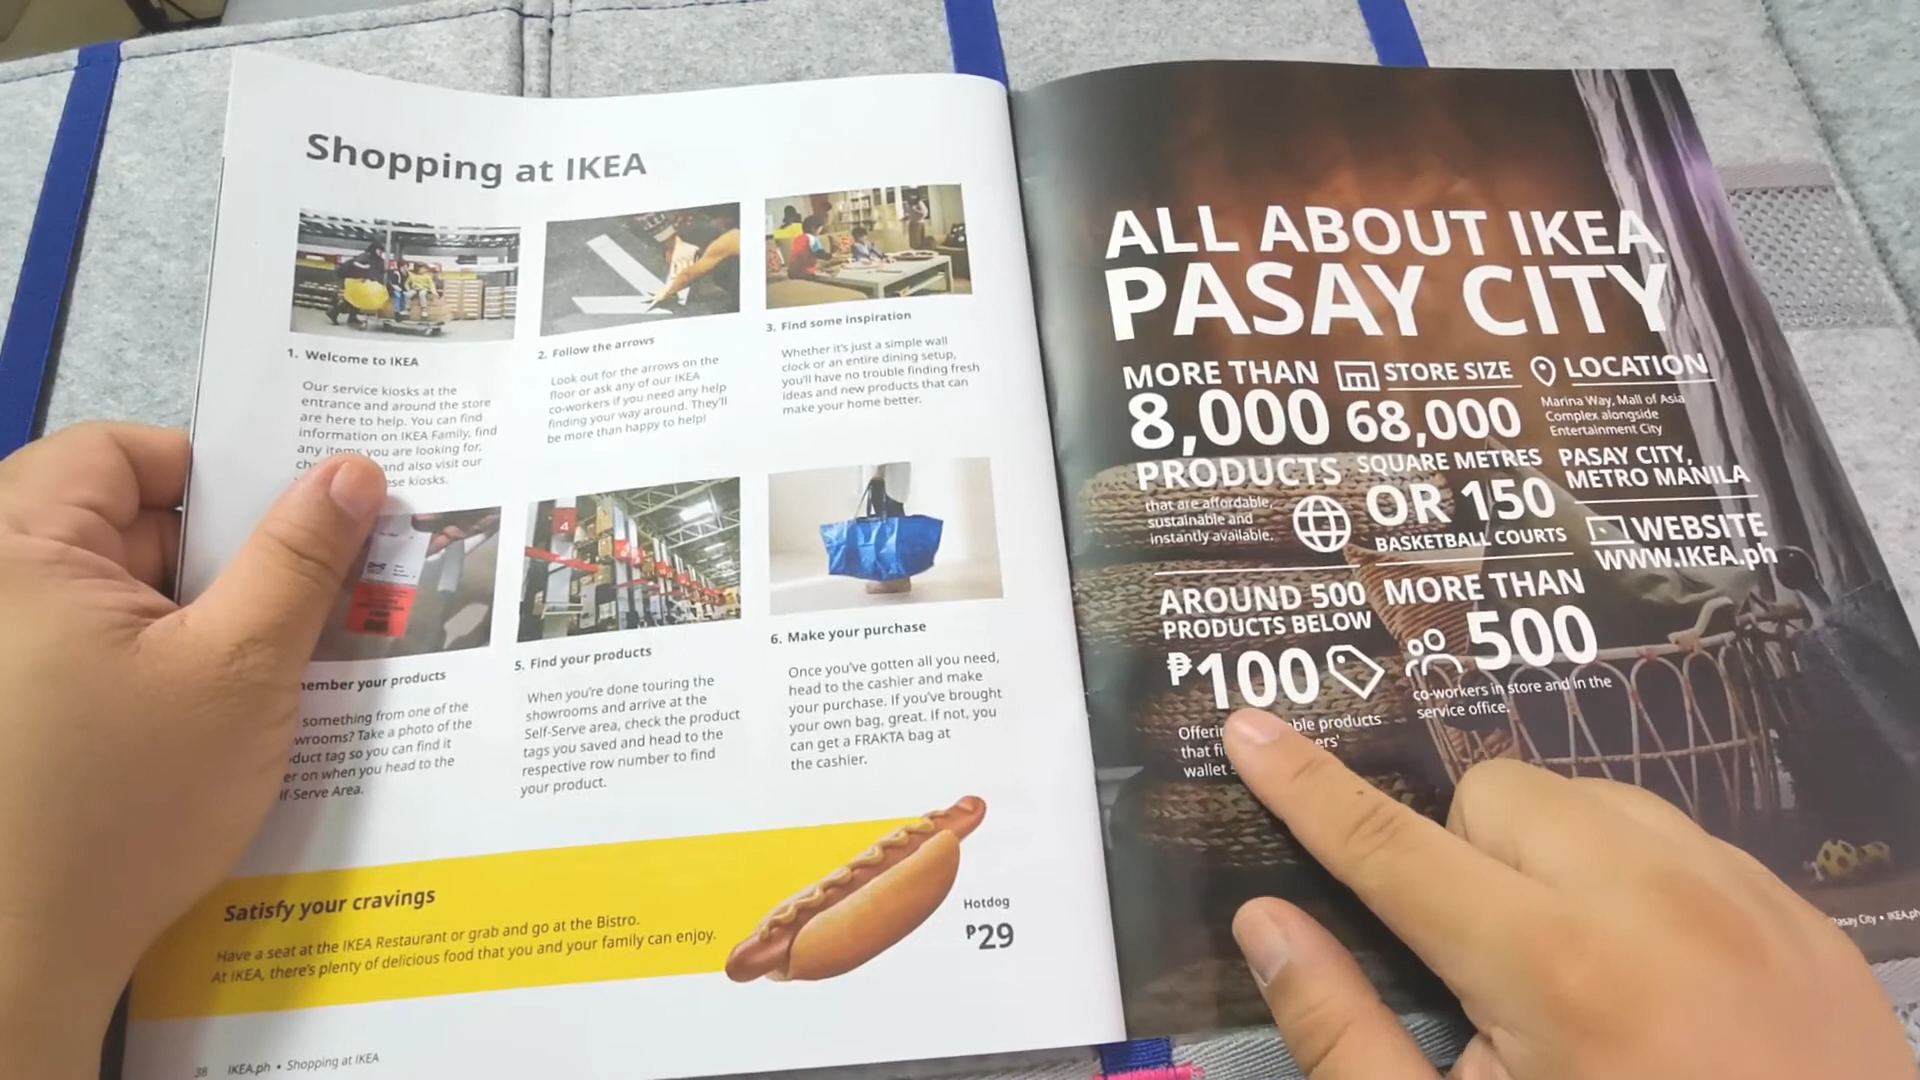 Shopping at IKEA
1. Welcome to IKEA
Our service kiosks at the
entrance and around the store
are here to help. You can find
information on IKEA Family, find
any items you are looking for,
and also visit our
kiosks.
2. Follow the arrows
Look out for the arrows on the
floor or ask any of our IKEA
co-workers if you need any help
finding your way around. They'll
be more than happy to help!
3. Find some inspiration
Whether it's just a simple wall
clock or an entire dining setup,
you'll have no trouble finding fresh
ideas and new products that can
make your home better.
your products
something from one of the
Take a photo of the
tag so you can find it
on when you head to the
Area.
4
5. Find your products
When you're done touring the
showrooms and arrive at the
Self-Serve area, check the product
tags you saved and head to the
respective row number to find
your product.
6. Make your purchase
Once you've gotten all you need,
head to the cashier and make
your purchase. If you've brought
your own bag, great. If not, you
can get a FRAKTA bag at
the cashier.
Satisfy your cravings
Have a seat at the IKEA Restaurant or grab and go at the Bistro.
At IKEA, there's plenty of delicious food that you and your family can enjoy.
Hotdog
₱29
38 IKEA.ph • Shopping at IKEA
ALL ABOUT IKEA
PASAY CITY
MORE THAN
8,000
PRODUCTS
that are affordable,
sustainable and
instantly available.
STORE SIZE
68,000
SQUARE METRES
OR 150
BASKETBALL COURTS
LOCATION
Marina Way, Mall of Asia
Complex alongside
Entertainment City
PASAY CITY,
METRO MANILA
WEBSITE
WWW.IKEA.ph
AROUND 500
PRODUCTS BELOW
₱100
products
that
wallet
MORE THAN
500
co-workers in store and in the
service office.
Pasay City • IKEA.ph